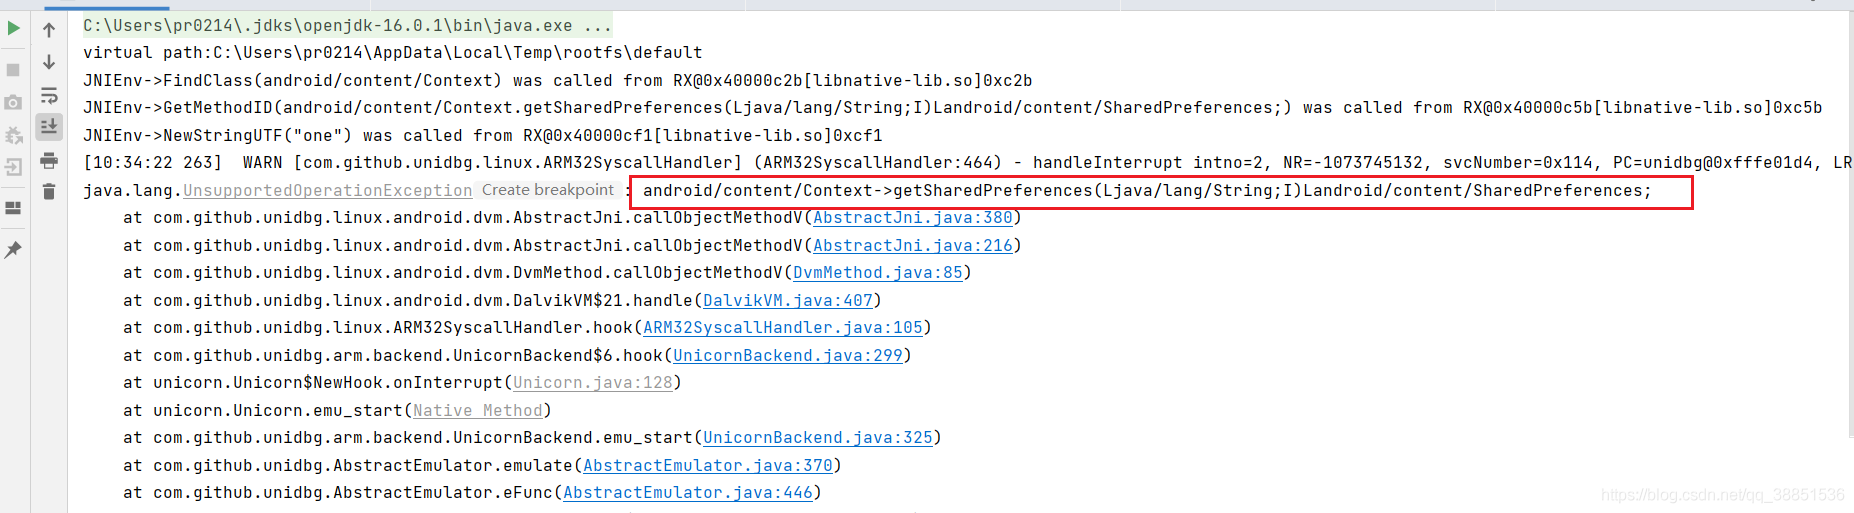 C:\Users\pr0214\.jdks\openjdk-16.0.1\bin\java.exe ...
virtual path:C:\Users\pr0214\AppData\Local\Temp\rootfs\default
JNIEnv->FindClass(android/content/Context) was called from RX@0x40000c2b[libnative-lib.so]0xc2b
JNIEnv->GetMethodID(android/content/Context.getSharedPreferences(Ljava/lang/String;I)Landroid/content/SharedPreferences;) was called from RX@0x40000c5b[libnative-lib.so]0xc5b
JNIEnv->NewStringUTF("one") was called from RX@0x40000cf1[libnative-lib.so]0xcf1
[10:34:22 263]  WARN [com.github.unidbg.linux.ARM32SyscallHandler] (ARM32SyscallHandler:464) - handleInterrupt intno=2, NR=-1073745132, svcNumber=0x114, PC=unidbg@0xfffe01d4, LR
java.lang.UnsupportedOperationException Create breakpoint : android/content/Context->getSharedPreferences(Ljava/lang/String;I)Landroid/content/SharedPreferences;
at com.github.unidbg.linux.android.dvm.AbstractJni.callObjectMethodV(AbstractJni.java:380)
at com.github.unidbg.linux.android.dvm.AbstractJni.callObjectMethodV(AbstractJni.java:216)
at com.github.unidbg.linux.android.dvm.DvmMethod.callObjectMethodV(DvmMethod.java:85)
at com.github.unidbg.linux.android.dvm.DalvikVM$21.handle(DalvikVM.java:407)
at com.github.unidbg.linux.ARM32SyscallHandler.hook(ARM32SyscallHandler.java:105)
at com.github.unidbg.arm.backend.UnicornBackend$6.hook(UnicornBackend.java:299)
at unicorn.Unicorn$NewHook.onInterrupt(Unicorn.java:128)
at unicorn.Unicorn.emu_start(Native Method)
at com.github.unidbg.arm.backend.UnicornBackend.emu_start(UnicornBackend.java:325)
at com.github.unidbg.AbstractEmulator.emulate(AbstractEmulator.java:370)
at com.github.unidbg.AbstractEmulator.eFunc(AbstractEmulator.java:446)
https://blog.csdn.net/qq_38851536